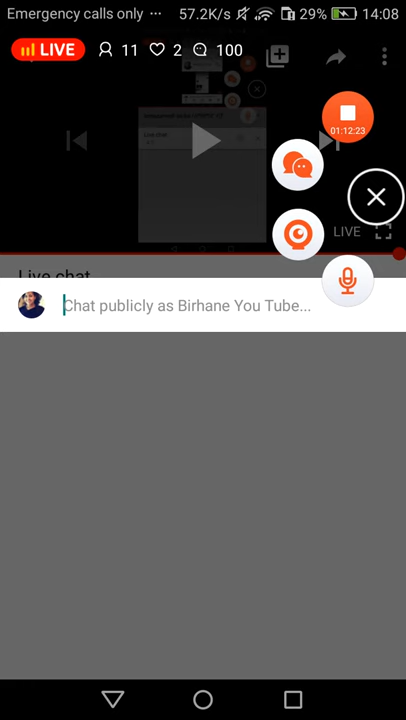 Emergency calls only ... 57.2K/s 29% 14:08
LIVE 11 2 100
01:12:23
LIVE
Live chat
Chat publicly as Birhane You Tube...